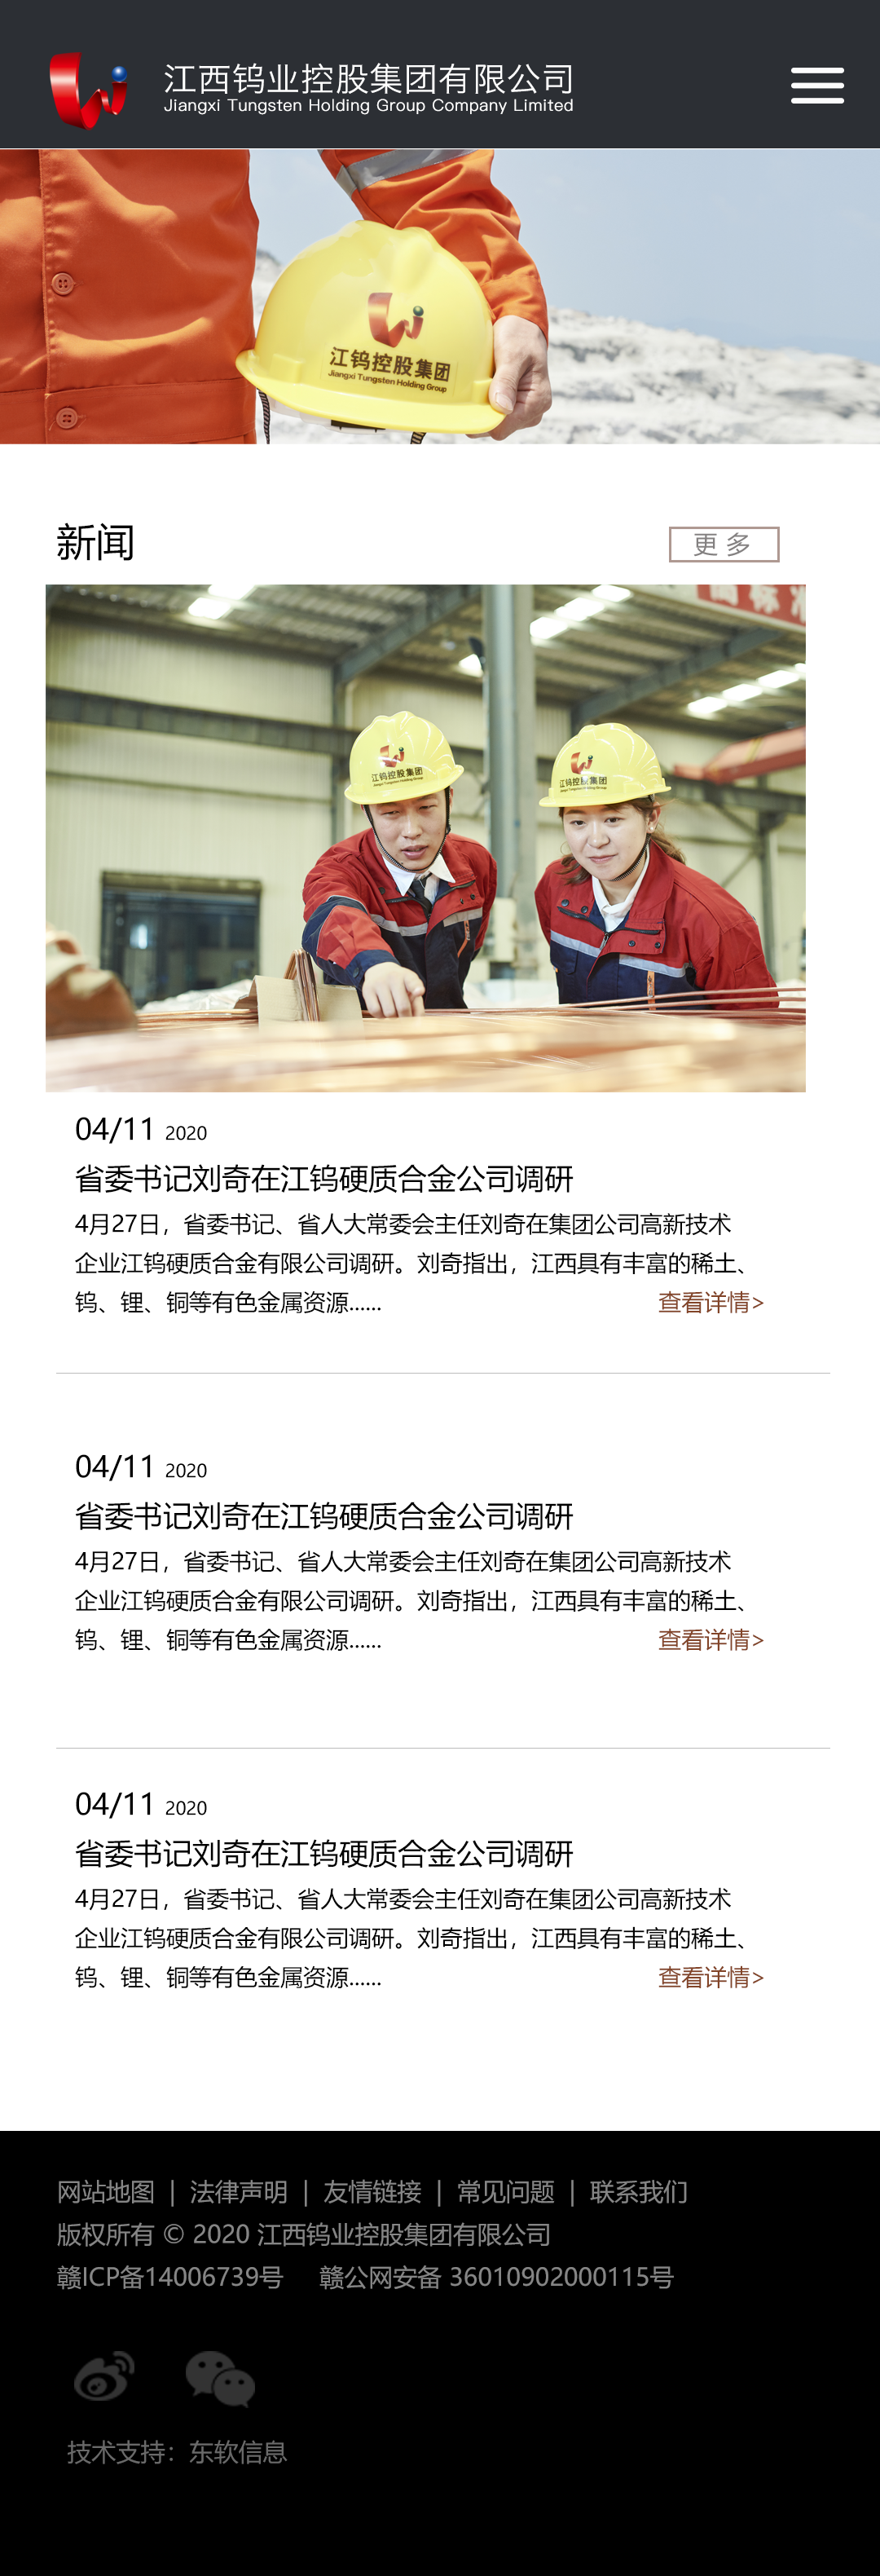 江西钨业控股集团有限公司
Jiangxi Tungsten Holding Group Company Limited
江钨控股集团
Jiangxi Tungsten Holding Group
新闻
更多
江钨控股集团
江钨控股集团
04/11 2020
省委书记刘奇在江钨硬质合金公司调研
4月27日，省委书记、省人大常委会主任刘奇在集团公司高新技术
企业江钨硬质合金有限公司调研。刘奇指出，江西具有丰富的稀土、
钨、锂、铜等有色金属资源......
查看详情>
04/11 2020
省委书记刘奇在江钨硬质合金公司调研
4月27日，省委书记、省人大常委会主任刘奇在集团公司高新技术
企业江钨硬质合金有限公司调研。刘奇指出，江西具有丰富的稀土、
钨、锂、铜等有色金属资源......
查看详情>
04/11 2020
省委书记刘奇在江钨硬质合金公司调研
4月27日，省委书记、省人大常委会主任刘奇在集团公司高新技术
企业江钨硬质合金有限公司调研。刘奇指出，江西具有丰富的稀土、
钨、锂、铜等有色金属资源......
查看详情>
网站地图 | 法律声明 | 友情链接 | 常见问题 | 联系我们
版权所有 © 2020 江西钨业控股集团有限公司
赣ICP备14006739号 赣公网安备 36010902000115号
技术支持：东软信息